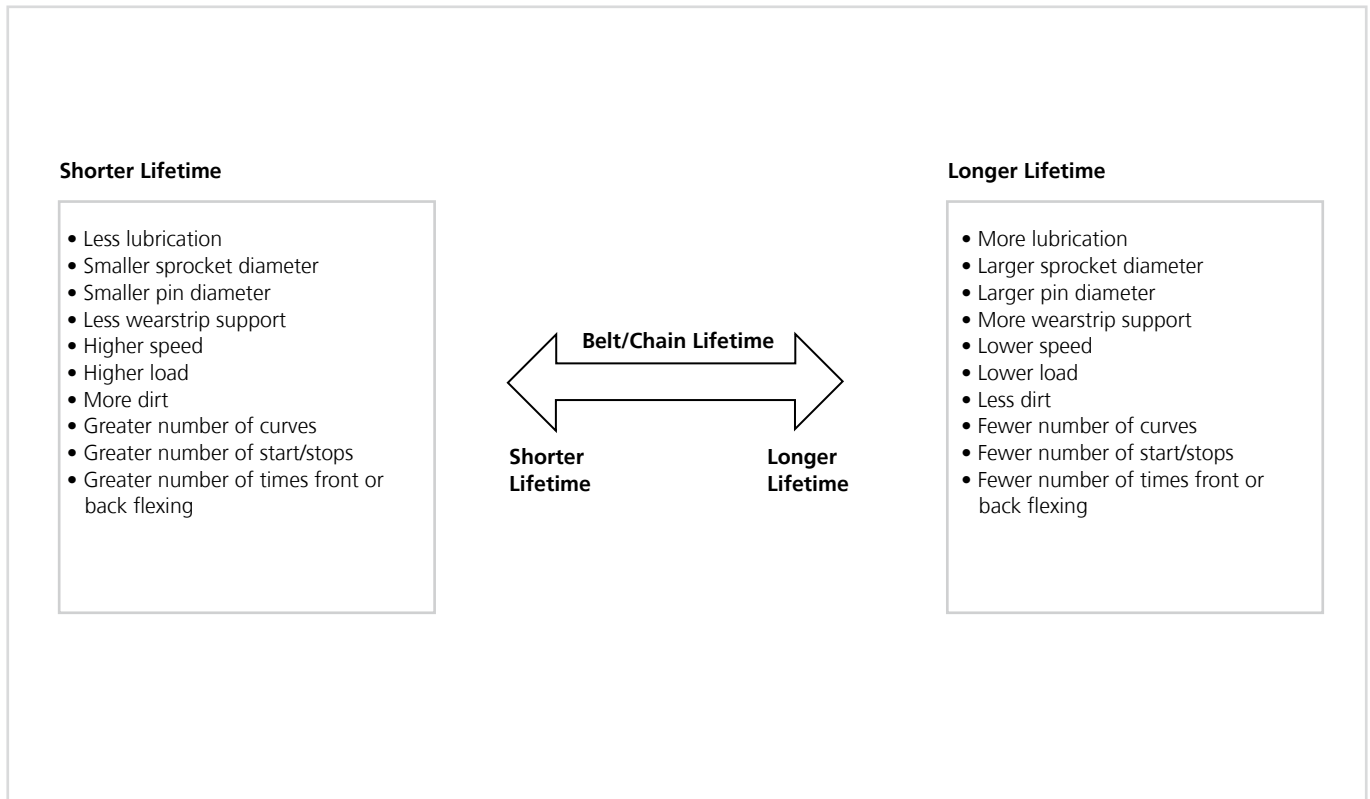 Shorter Lifetime
• Less lubrication
• Smaller sprocket diameter
• Smaller pin diameter
• Less wearstrip support
• Higher speed
• Higher load
• More dirt
• Greater number of curves
• Greater number of start/stops
• Greater number of times front or
back flexing
Belt/Chain Lifetime
Shorter
Lifetime
Longer
Lifetime
Longer Lifetime
• More lubrication
• Larger sprocket diameter
• Larger pin diameter
• More wearstrip support
• Lower speed
• Lower load
• Less dirt
• Fewer number of curves
• Fewer number of start/stops
• Fewer number of times front or
back flexing